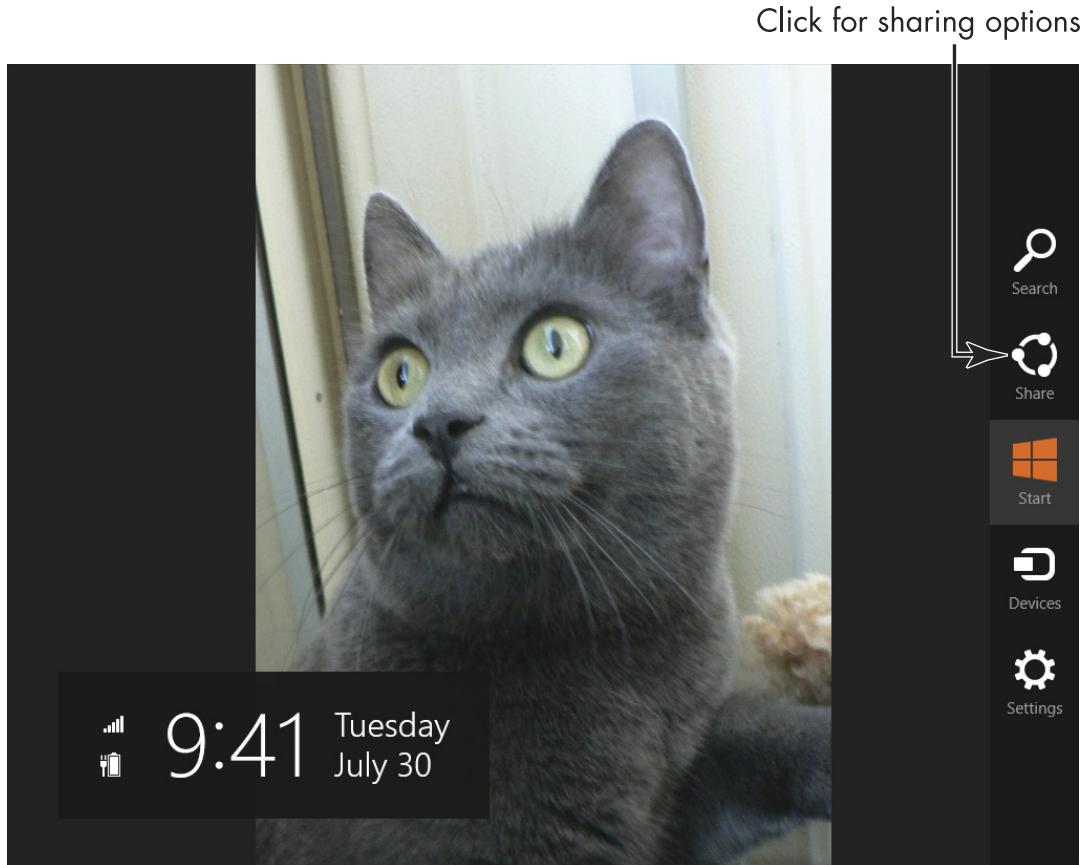 Click for sharing options
Search
Share
Start
Devices
Settings
9:41
Tuesday
July 30